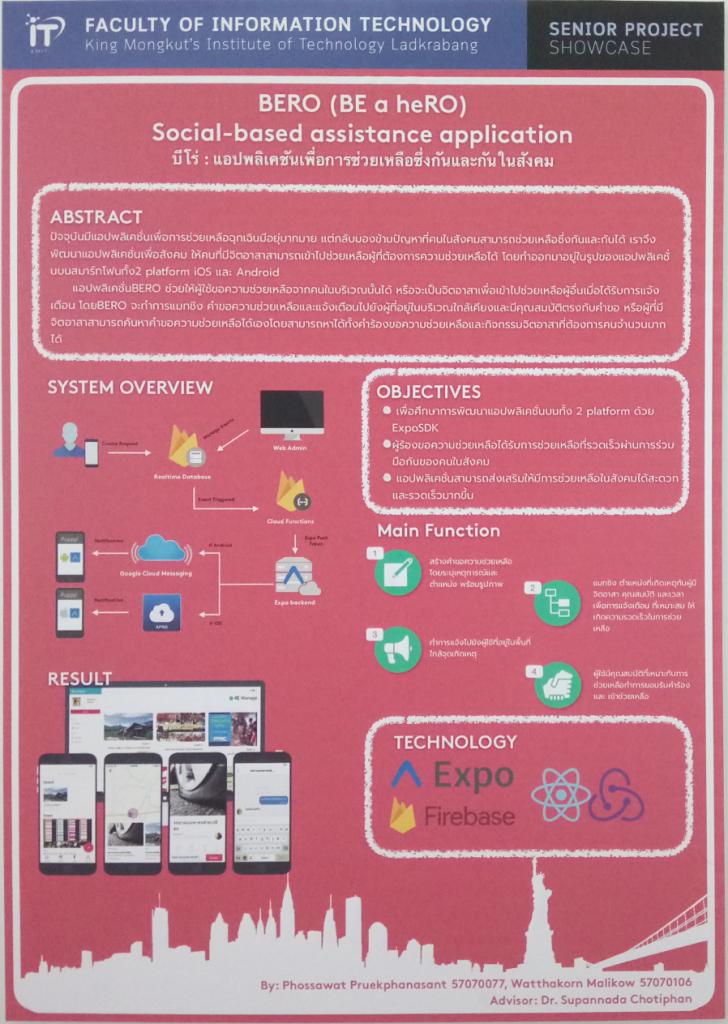 iT
KMITL
FACULTY OF INFORMATION TECHNOLOGY
King Mongkut's Institute of Technology Ladkrabang
SENIOR PROJECT
SHOWCASE
BERO (BE a heRO)
Social-based assistance application
บีโร่ : แอปพลิเคชันเพื่อการช่วยเหลือซึ่งกันและกันในสังคม
ABSTRACT
ปัจจุบันมีแอปพลิเคชั่นเพื่อการช่วยเหลือฉุกเฉินมีอยู่มากมาย แต่กลับมองข้ามปัญหาที่คนในสังคมสามารถช่วยเหลือซึ่งกันและกันได้ เราจึง
พัฒนาแอปพลิเคชั่นเพื่อสังคม ให้คนที่มีจิตอาสาสามารถเข้าไปช่วยเหลือผู้ที่ต้องการความช่วยเหลือได้ โดยทำออกมาอยู่ในรูปของแอปพลิเคชั่
นบนสมาร์ทโฟนทั้ง2 platform iOS และ Android
แอปพลิเคชั่นBERO ช่วยให้ผู้ใช้ขอความช่วยเหลือจากคนในบริเวณนั้นได้ หรือจะเป็นจิตอาสาเพื่อเข้าไปช่วยเหลือผู้อื่นเมื่อได้รับการแจ้ง
เตือน โดยBERO จะทำการแมทชิง คำขอความช่วยเหลือและแจ้งเตือนไปยังผู้ที่อยู่ในบริเวณใกล้เคียงและมีคุณสมบัติตรงกับคำขอ หรือผู้ที่มี
จิตอาสาสามารถค้นหาคำขอความช่วยเหลือได้เองโดยสามารถหาได้ทั้งคำร้องขอความช่วยเหลือและกิจกรรมจิตอาสาที่ต้องการคนจำนวนมาก
ได้
SYSTEM OVERVIEW
Create Request
Manage Events
Web Admin
Realtime Database
Event Triggered
Cloud Functions
Expo Push
Token
Puppy!
Notification
Google Cloud Messaging
If Android
Expo backend
Puppy!
Notification
APNS
If iOS
OBJECTIVES
● เพื่อศึกษาการพัฒนาแอปพลิเคชั่นบนทั้ง 2 platform ด้วย
ExpoSDK
● ผู้ร้องขอความช่วยเหลือได้รับการช่วยเหลือที่รวดเร็วผ่านการร่วม
มือกันของคนในสังคม
● แอปพลิเคชั่นสามารถส่งเสริมให้มีการช่วยเหลือในสังคมได้สะดวก
และรวดเร็วมากขึ้น
Main Function
1
สร้างคำขอความช่วยเหลือ
โดยระบุเหตุการณ์และ
ตำแหน่ง พร้อมรูปภาพ
2
แมทชิง ตำแหน่งที่เกิดเหตุกับผู้มี
จิตอาสา คุณสมบัติ และเวลา
เพื่อการแจ้งเตือน ที่เหมาะสม ให้
เกิดความรวดเร็วในการช่วย
เหลือ
3
ทำการแจ้งไปยังผู้ใช้ที่อยู่ในพื้นที่
ใกล้จุดเกิดเหตุ
4
ผู้ใช้มีคุณสมบัติที่เหมาะกับการ
ช่วยเหลือทำการยอมรับคำร้อง
และ เข้าช่วยเหลือ
RESULT
Manage
TECHNOLOGY
Expo
Firebase
By: Phossawat Pruekphanasant 57070077, Watthakorn Malikow 57070106
Advisor: Dr. Supannada Chotiphan